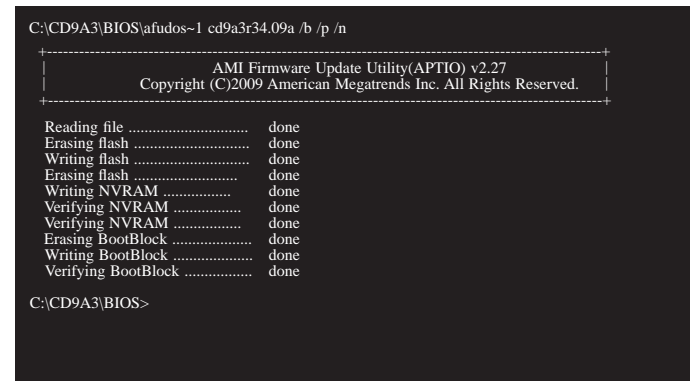 C:\CD9A3\BIOS\afudos~1 cd9a3r34.09a /b /p /n
+---------------------------------------------------------------------------------------+
| AMI Firmware Update Utility(APTIO) v2.27 |
| Copyright (C)2009 American Megatrends Inc. All Rights Reserved. |
+---------------------------------------------------------------------------------------+
Reading file ............................ done
Erasing flash ........................... done
Writing flash ........................... done
Erasing flash ........................ done
Writing NVRAM ................ done
Verifying NVRAM ................ done
Verifying NVRAM ................ done
Erasing BootBlock ................... done
Writing BootBlock ................... done
Verifying BootBlock ................ done
C:\CD9A3\BIOS>